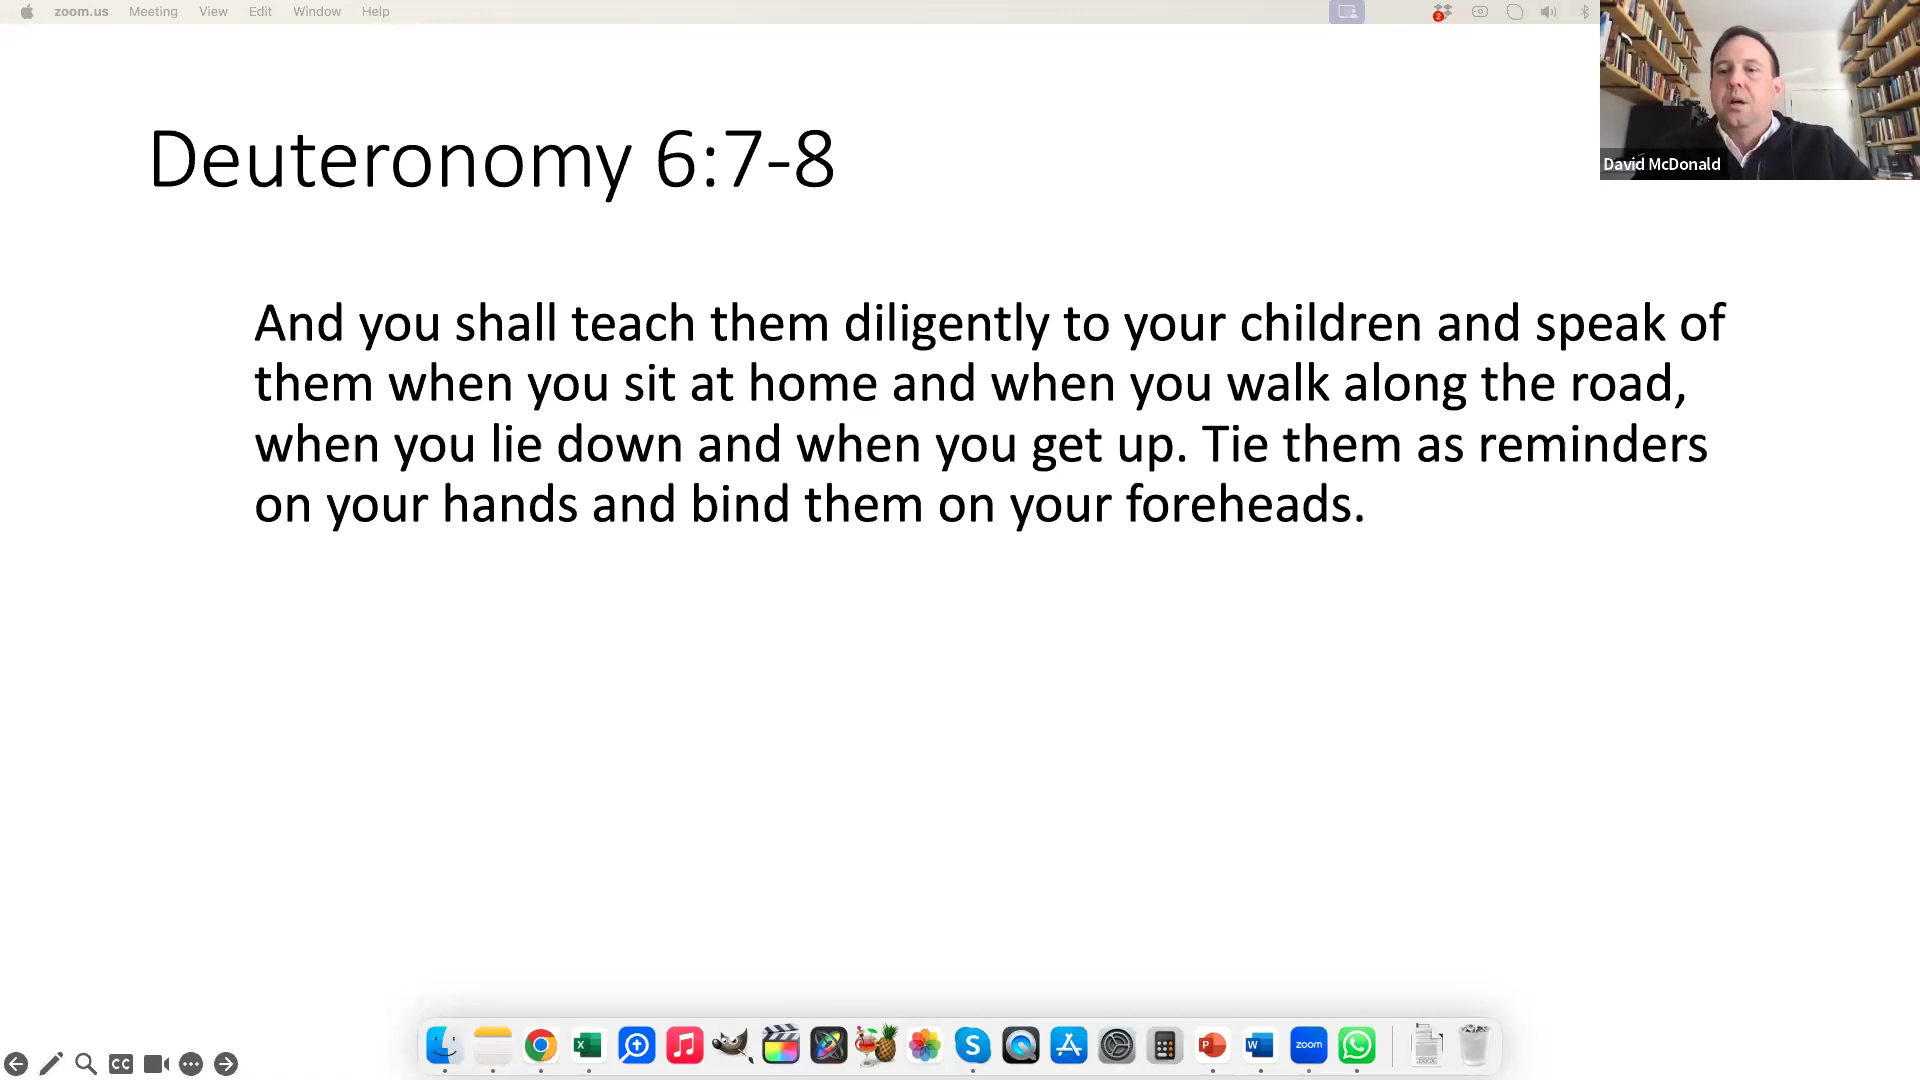 zoom.us Meeting View Edit Window Help
2
David McDonald
Deuteronomy 6:7-8
And you shall teach them diligently to your children and speak of
them when you sit at home and when you walk along the road,
when you lie down and when you get up. Tie them as reminders
on your hands and bind them on your foreheads.
CC
X S P W zoom